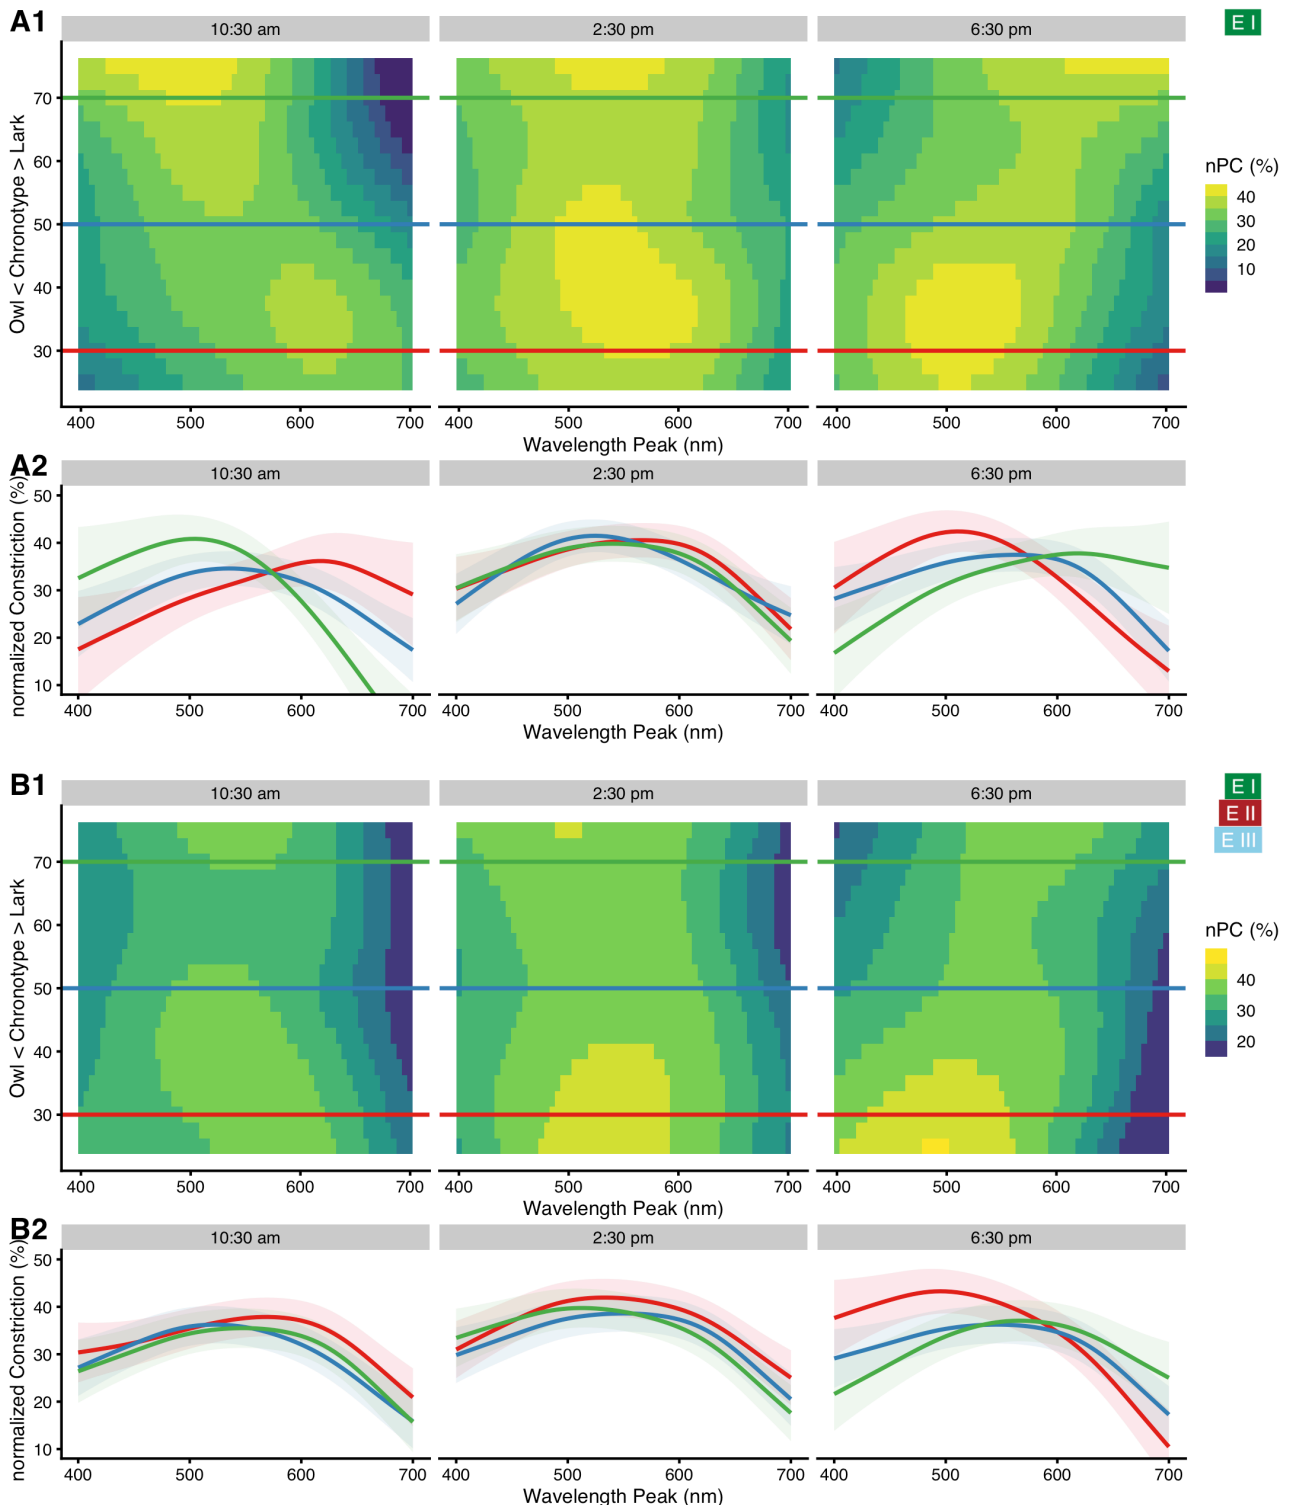 A1
10:30 am
2:30 pm
6:30 pm
E I
Owl < Chronotype > Lark
70
60
50
40
30
400 500 600 700
400 500 600 700
400 500 600 700
Wavelength Peak (nm)
nPC (%)
40
30
20
10
A2
10:30 am
2:30 pm
6:30 pm
normalized Constriction (%)
50
40
30
20
10
400 500 600 700
400 500 600 700
400 500 600 700
Wavelength Peak (nm)
B1
10:30 am
2:30 pm
6:30 pm
E I
E II
E III
Owl < Chronotype > Lark
70
60
50
40
30
400 500 600 700
400 500 600 700
400 500 600 700
Wavelength Peak (nm)
nPC (%)
40
30
20
B2
10:30 am
2:30 pm
6:30 pm
normalized Constriction (%)
50
40
30
20
10
400 500 600 700
400 500 600 700
400 500 600 700
Wavelength Peak (nm)